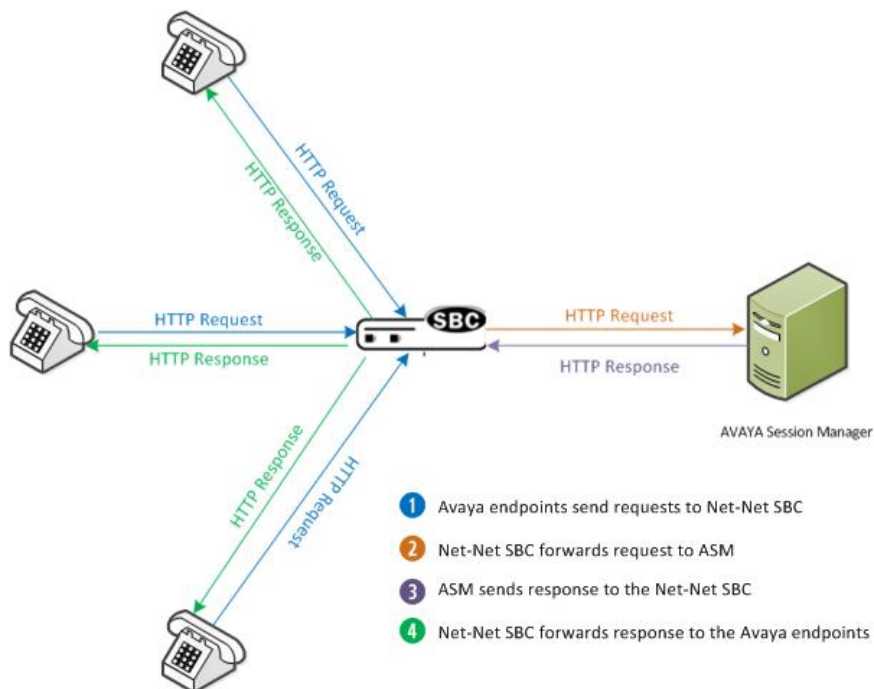 HTTP Request
HTTP Response
HTTP Request
HTTP Response
SBC
HTTP Request
HTTP Response
AVAYA Session Manager
HTTP Response
HTTP Request
1 Avaya endpoints send requests to Net-Net SBC
2 Net-Net SBC forwards request to ASM
3 ASM sends response to the Net-Net SBC
4 Net-Net SBC forwards response to the Avaya endpoints